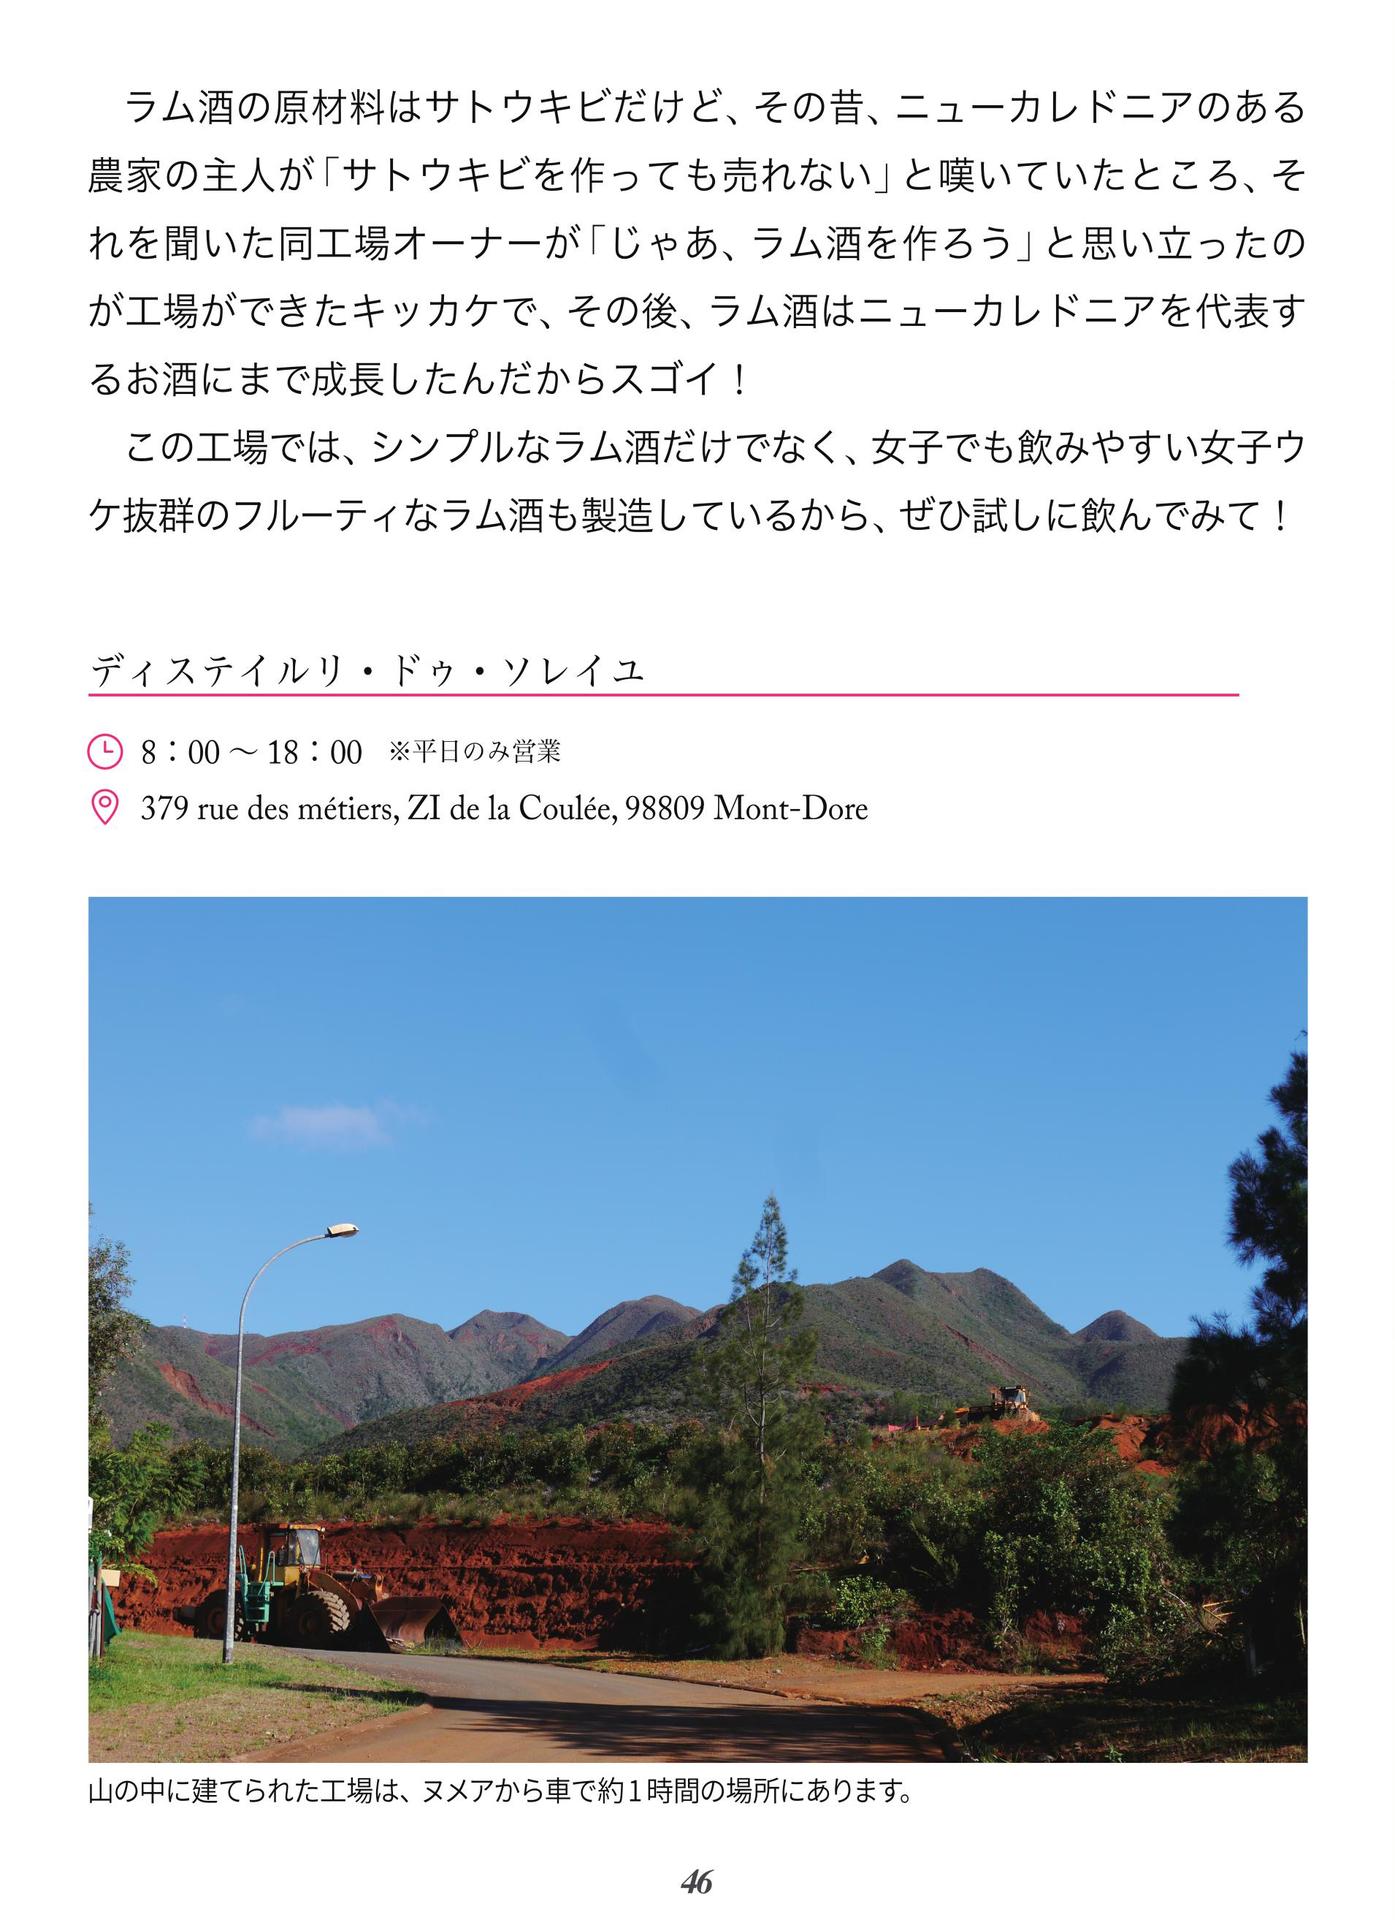 ラム酒の原材料はサトウキビだけど、その昔、ニューカレドニアのある
農家の主人が「サトウキビを作っても売れない」と嘆いていたところ、そ
れを聞いた同工場オーナーが「じゃあ、ラム酒を作ろう」と思い立ったの
が工場ができたキッカケで、その後、ラム酒はニューカレドニアを代表す
るお酒にまで成長したんだからスゴイ！
この工場では、シンプルなラム酒だけでなく、女子でも飲みやすい女子ウ
ケ抜群のフルーティなラム酒も製造しているから、ぜひ試しに飲んでみて！
ディステイルリ・ドゥ・ソレイユ
8：00 〜 18：00 ※平日のみ営業
379 rue des métiers, ZI de la Coulée, 98809 Mont-Dore
山の中に建てられた工場は、ヌメアから車で約1時間の場所にあります。
46